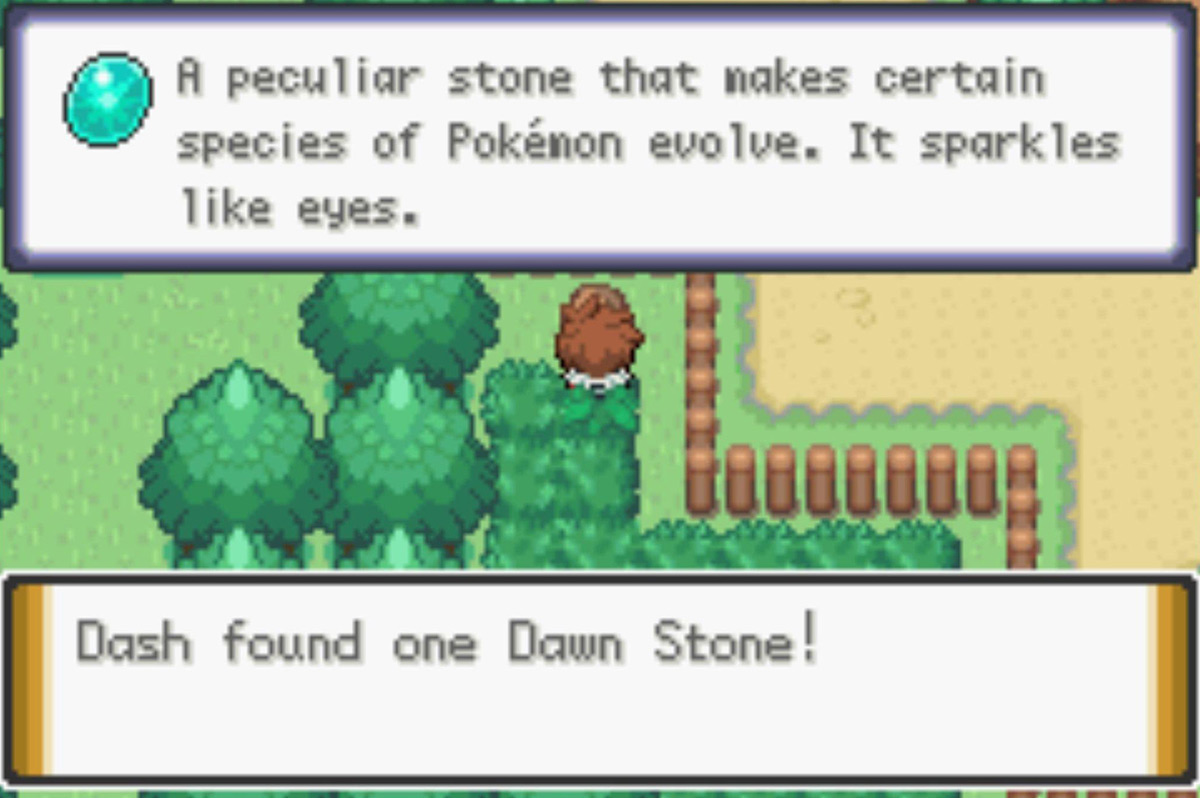 A peculiar stone that makes certain
species of Pokémon evolve. It sparkles
like eyes.
Dash found one Dawn Stone!